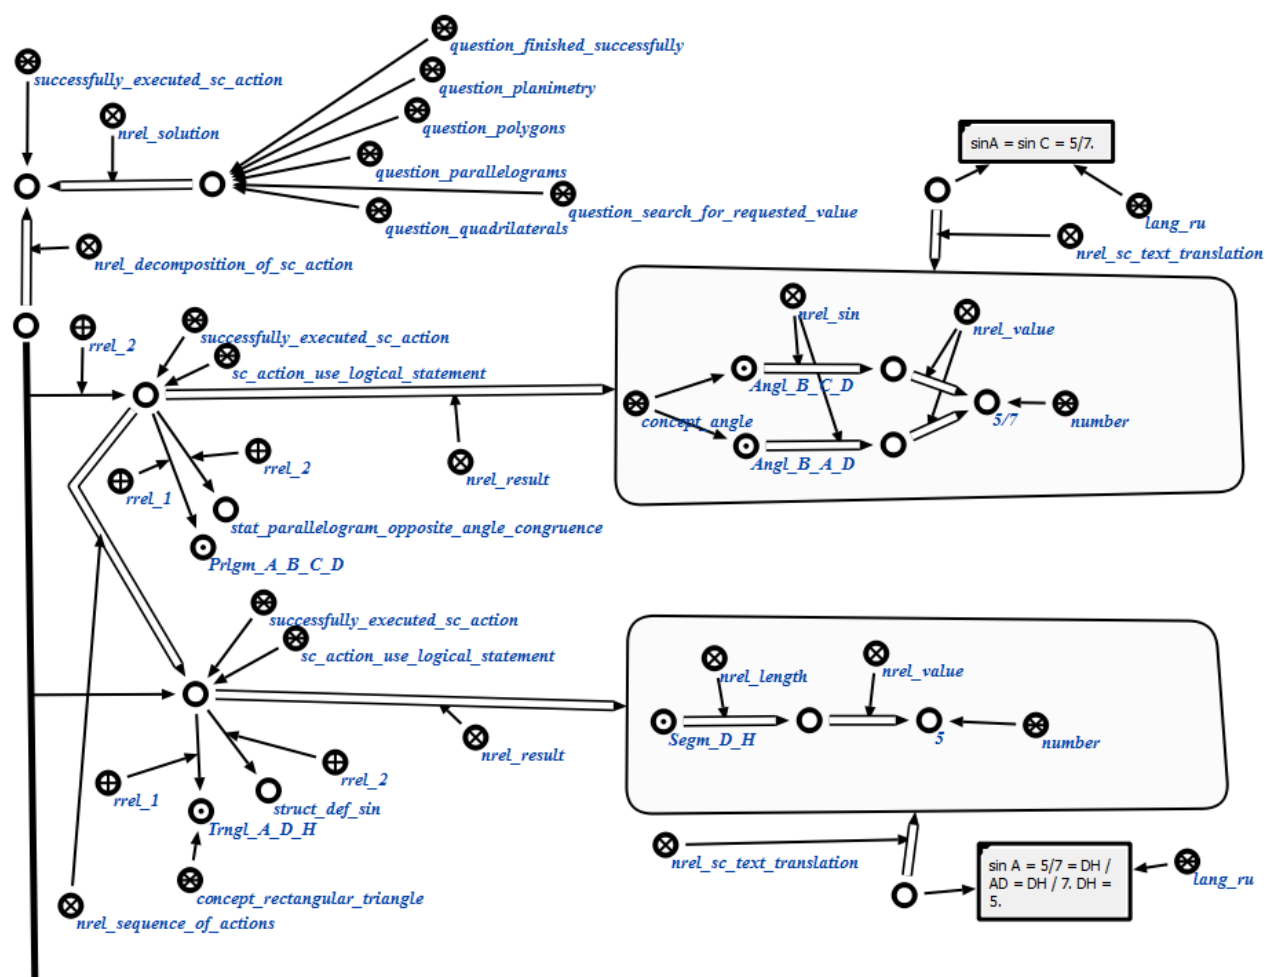 question_finished_successfully
successfully_executed_sc_action
question_planimetry
nrel_solution
question_polygons
sinA = sin C = 5/7.
question_parallelograms
question_search_for_requested_value
lang_ru
question_quadrilaterals
nrel_sc_text_translation
nrel_decomposition_of_sc_action
rrel_2
successfully_executed_sc_action
nrel_sin
nrel_value
sc_action_use_logical_statement
Angl_B_C_D
concept_angle
5/7
number
Angl_B_A_D
rrel_2
nrel_result
rrel_1
stat_parallelogram_opposite_angle_congruence
Prlgm_A_B_C_D
successfully_executed_sc_action
sc_action_use_logical_statement
nrel_length
nrel_value
Segm_D_H
5
number
nrel_result
rrel_2
rrel_1
struct_def_sin
Trngl_A_D_H
nrel_sc_text_translation
sin A = 5/7 = DH /
AD = DH / 7. DH =
5.
lang_ru
concept_rectangular_triangle
nrel_sequence_of_actions